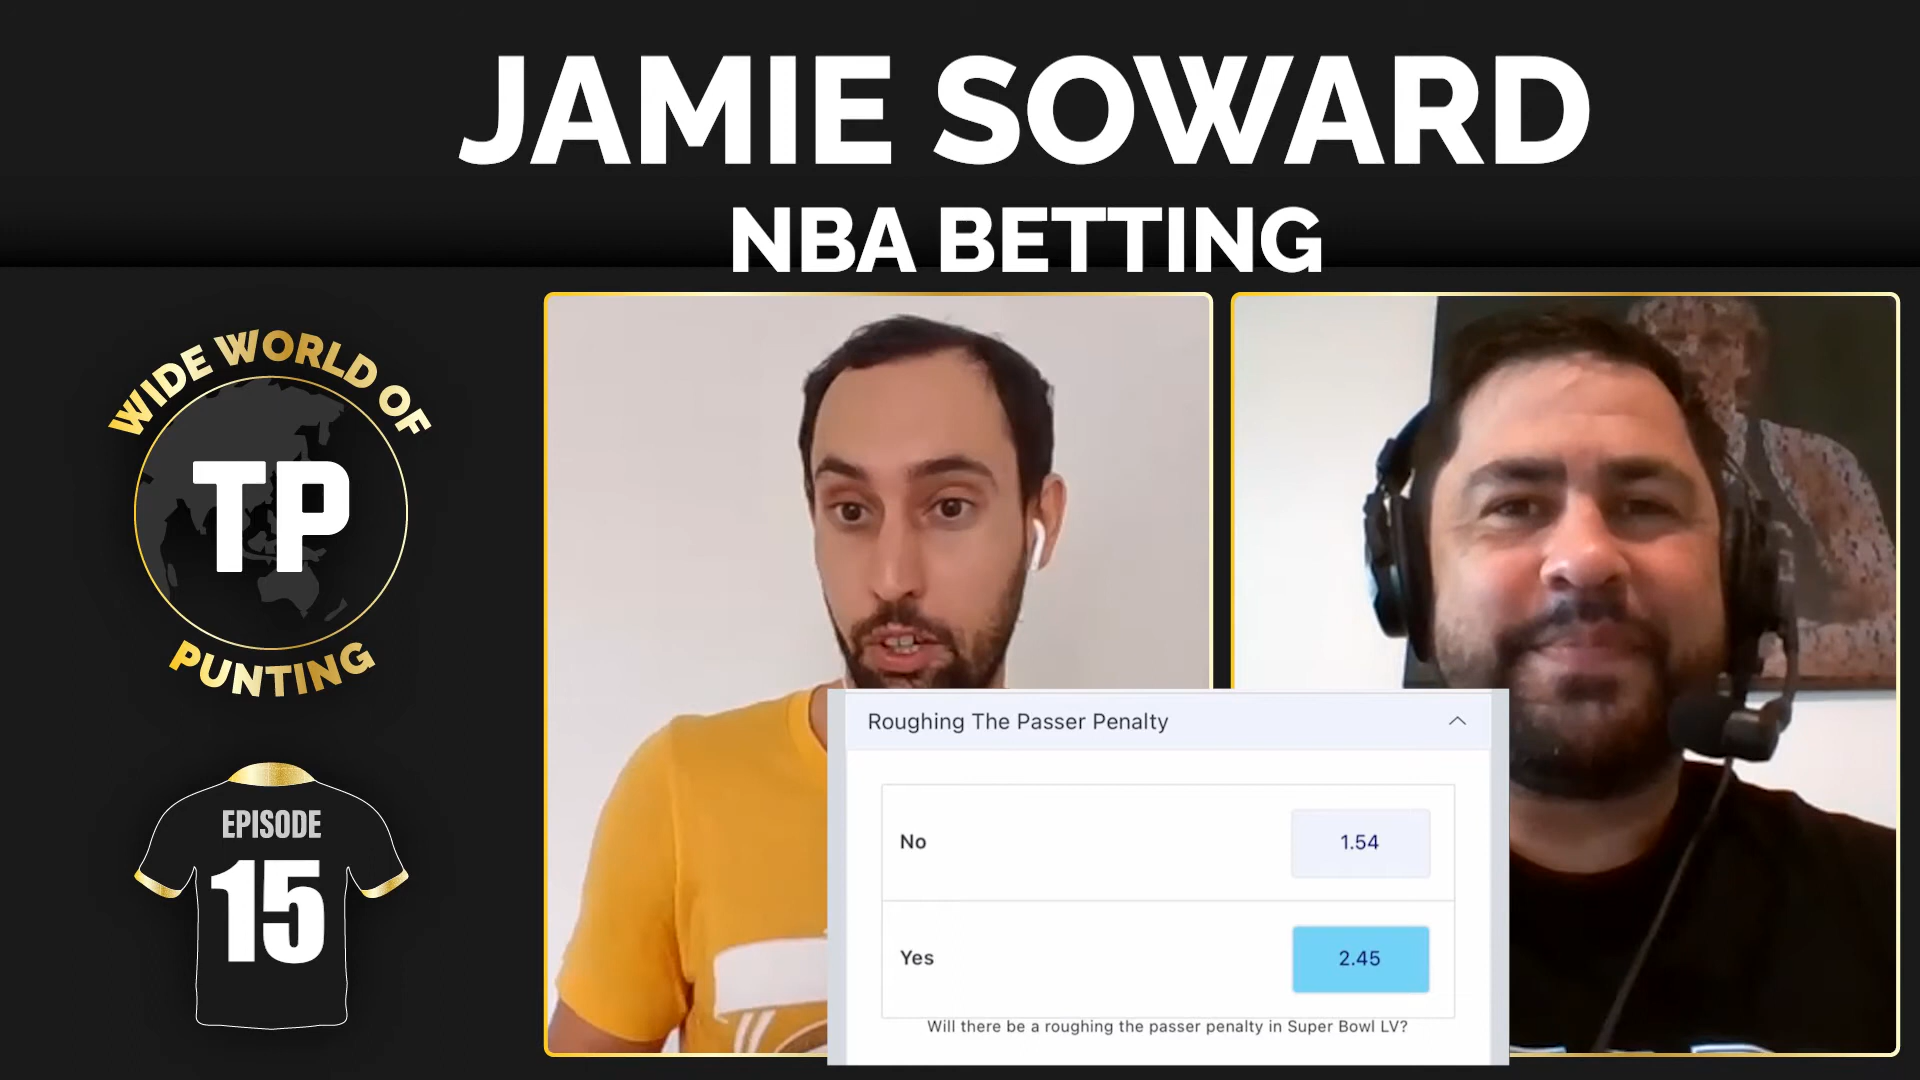 JAMIE SOWARD
NBA BETTING
WIDE WORLD OF
TP
PUNTING
EPISODE
15
Roughing The Passer Penalty
No
1.54
Yes
2.45
Will there be a roughing the passer penalty in Super Bowl LV?